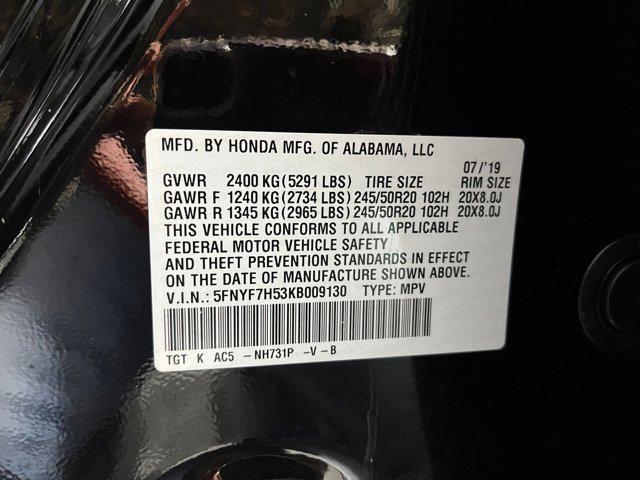 MFD. BY HONDA MFG. OF ALABAMA, LLC
07/'19
GVWR 2400 KG(5291 LBS) TIRE SIZE RIM SIZE
GAWR F 1240 KG(2734 LBS) 245/50R20 102H 20X8.0J
GAWR R 1345 KG(2965 LBS) 245/50R20 102H 20X8.0J
THIS VEHICLE CONFORMS TO ALL APPLICABLE
FEDERAL MOTOR VEHICLE SAFETY
AND THEFT PREVENTION STANDARDS IN EFFECT
ON THE DATE OF MANUFACTURE SHOWN ABOVE.
V.I.N.: 5FNYF7H53KB009130 TYPE: MPV
TGT K AC5 - NH731P -V - B